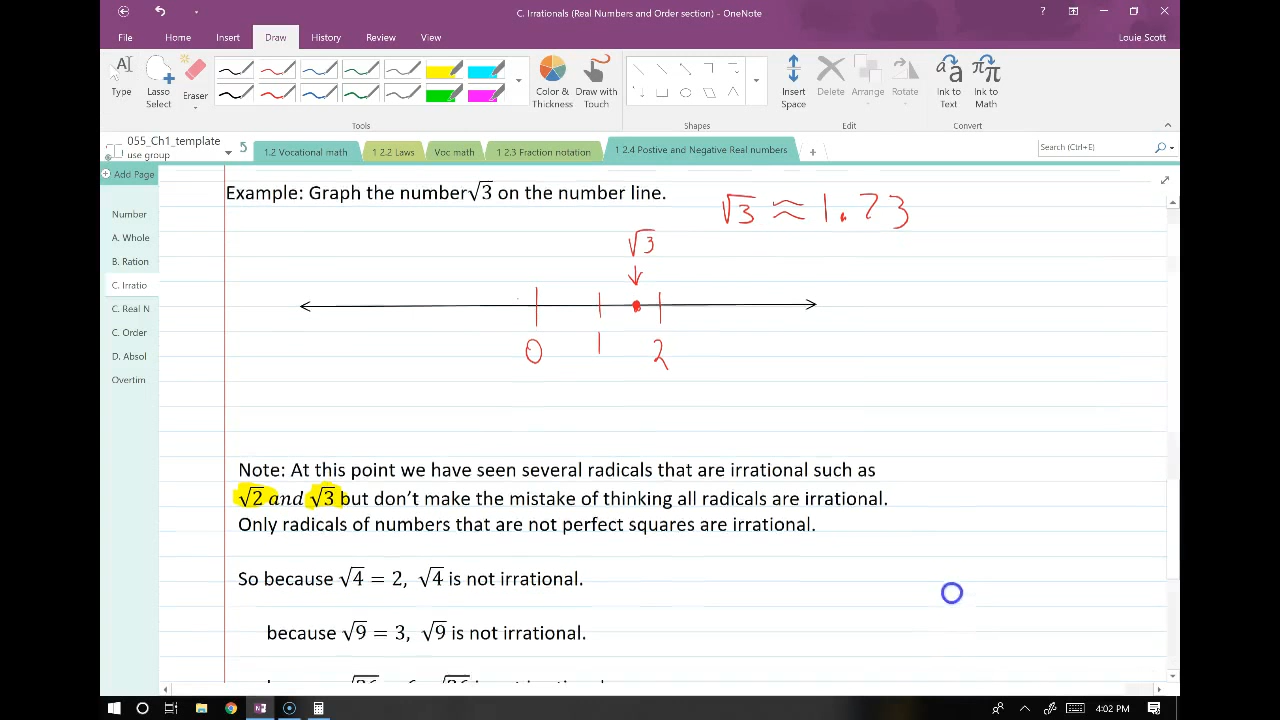 C. Irrationals (Real Numbers and Order section) - OneNote
File Home Insert Draw History Review View
Louie Scott
Type
Lasso Select
Eraser
Color & Thickness
Draw with Touch
Insert Space
Delete
Arrange
Rotate
Ink to Text
Ink to Math
Tools
Shapes
Edit
Convert
055_Ch1_template
use group
1.2 Vocational math
1 2.2 Laws
Voc math
1 2.3 Fraction notation
1 2.4 Postive and Negative Real numbers
Search (Ctrl+E)
Add Page
Number
A. Whole
B. Ration
C. Irratio
C. Real N
C. Order
D. Absol
Overtim
Example: Graph the number√3 on the number line.
√3 ≈ 1.73
√3
0 1 2
Note: At this point we have seen several radicals that are irrational such as
√2 and √3 but don’t make the mistake of thinking all radicals are irrational.
Only radicals of numbers that are not perfect squares are irrational.
So because √4 = 2, √4 is not irrational.
because √9 = 3, √9 is not irrational.
4:02 PM